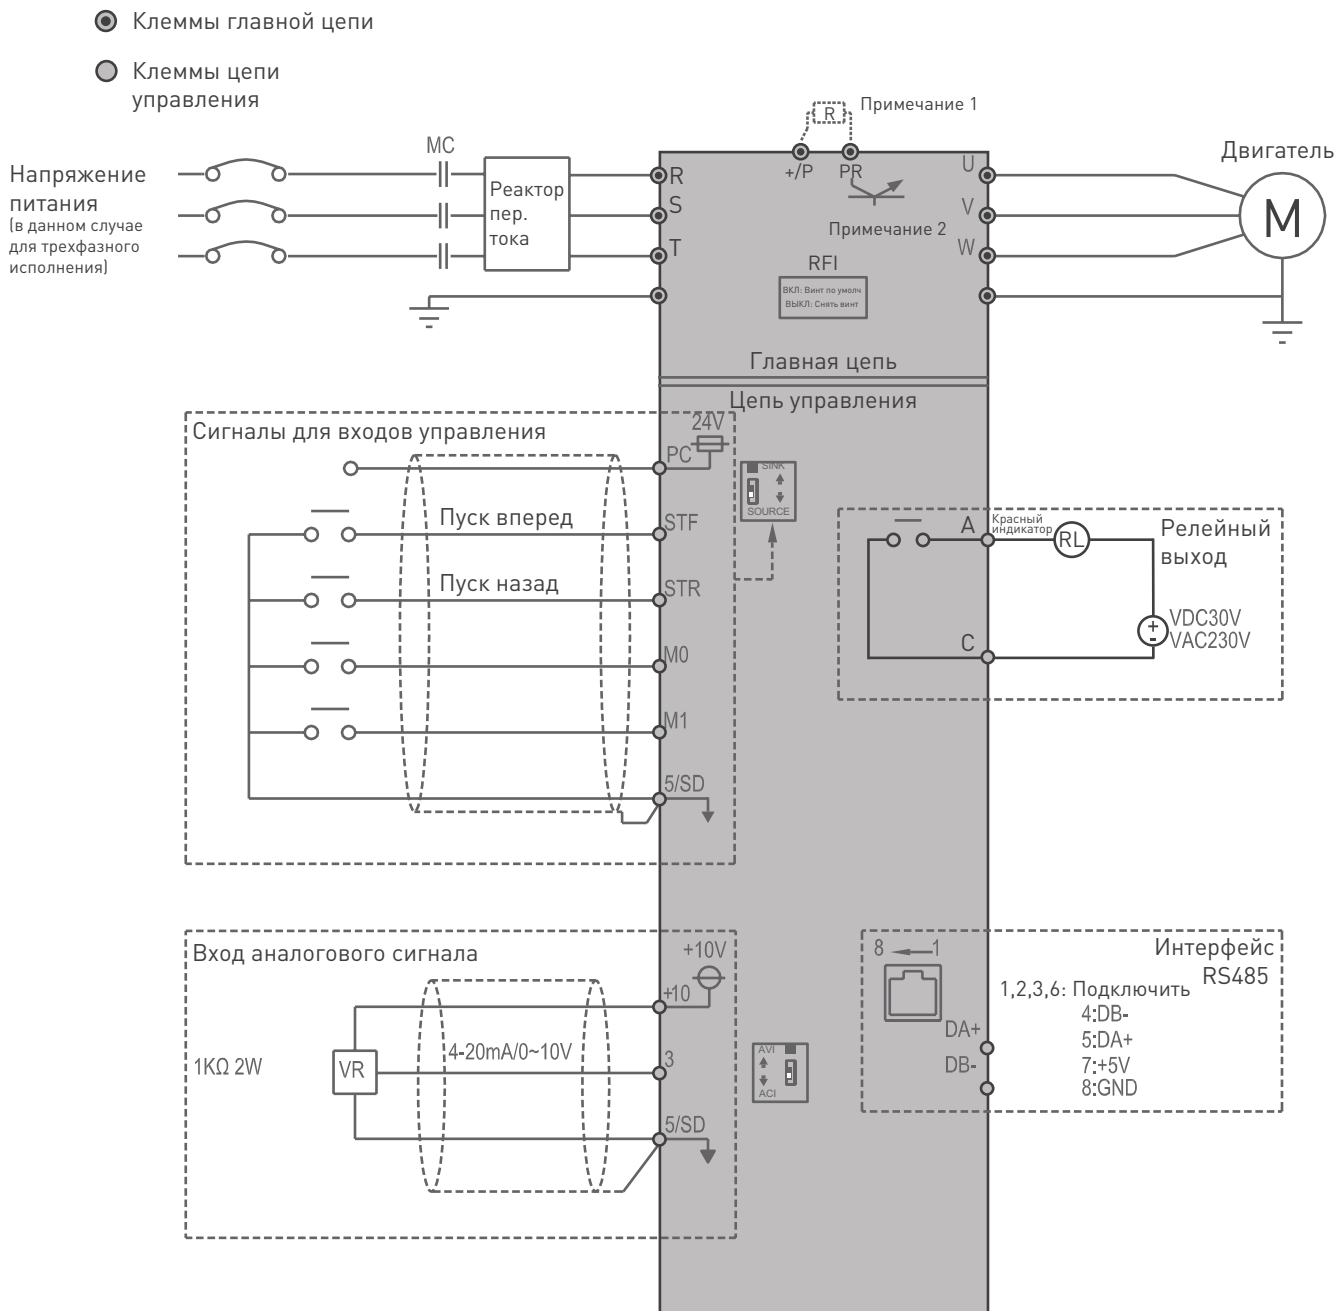 Клеммы главной цепи
Клеммы цепи
управления
Напряжение
питания
(в данном случае
для трехфазного
исполнения)
MC
Реактор
пер.
тока
R
S
T
R
Примечание 1
+/P
PR
Примечание 2
RFI
ВКЛ: Винт по умолч
ВЫКЛ: Снять винт
U
V
W
Двигатель
M
Главная цепь
Цепь управления
Сигналы для входов управления
24V
PC
SINK
SOURCE
Пуск вперед
STF
Пуск назад
STR
M0
M1
5/SD
A
Красный
индикатор
RL
Релейный
выход
VDC30V
VAC230V
+
-
C
Вход аналогового сигнала
+10V
+10
1KΩ 2W
VR
4-20mA/0~10V
3
AVI
ACI
5/SD
8
1
Интерфейс
RS485
1,2,3,6: Подключить
4:DB-
5:DA+
7:+5V
8:GND
DA+
DB-